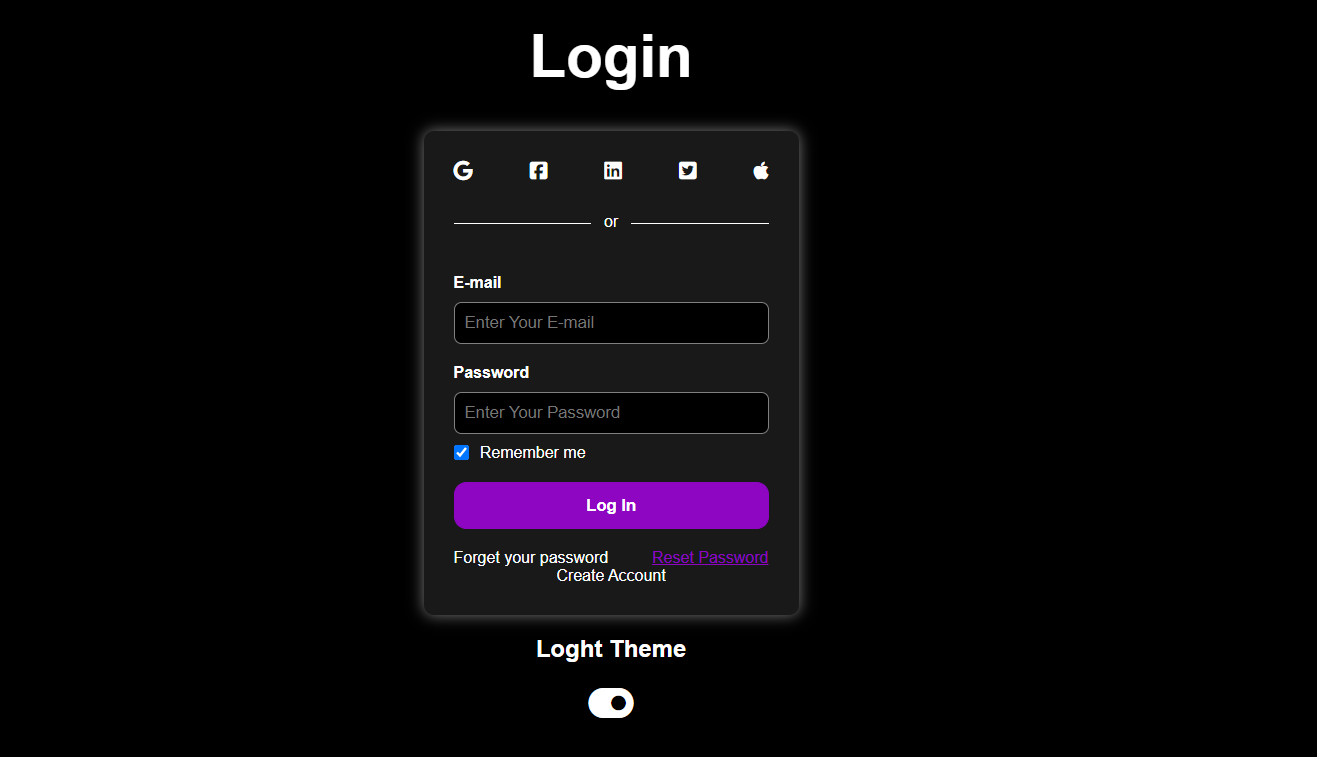 Login
or
E-mail
Enter Your E-mail
Password
Enter Your Password
Remember me
Log In
Forget your password Reset Password
Create Account
Loght Theme